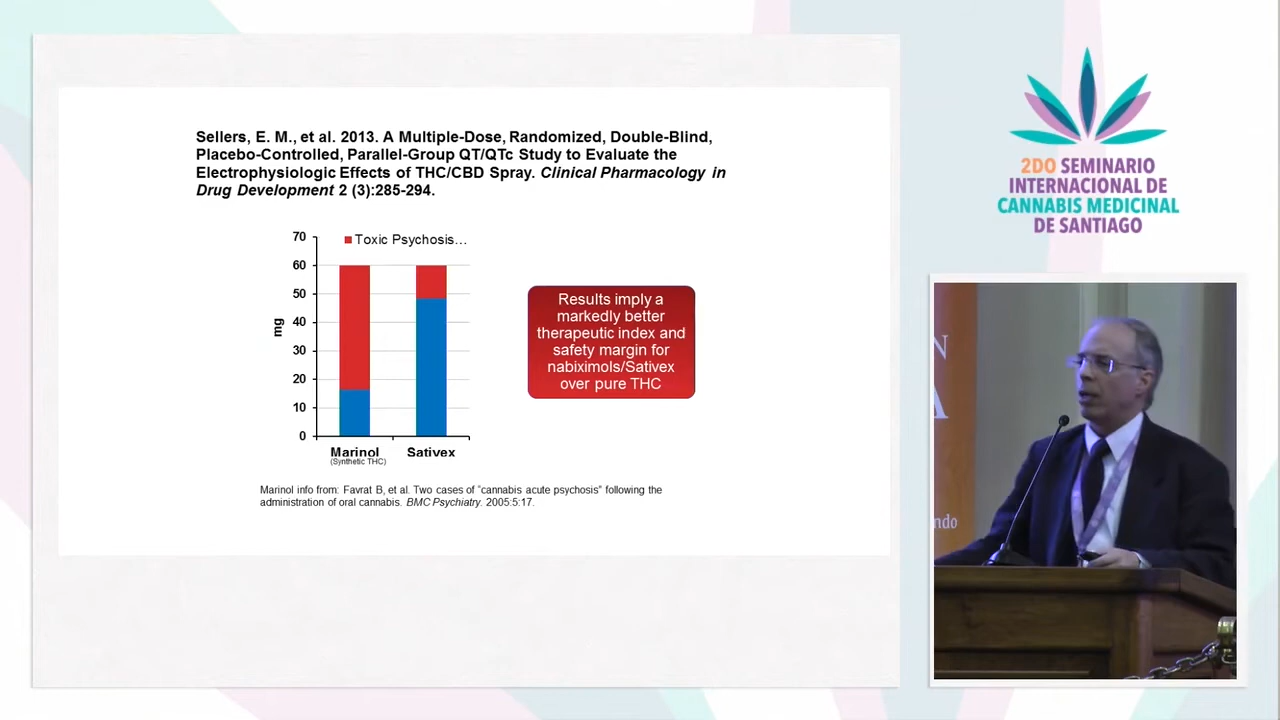 Sellers, E. M., et al. 2013. A Multiple-Dose, Randomized, Double-Blind,
Placebo-Controlled, Parallel-Group QT/QTc Study to Evaluate the
Electrophysiologic Effects of THC/CBD Spray. Clinical Pharmacology in
Drug Development 2 (3):285-294.
Toxic Psychosis…
70
60
50
40
30
20
10
0
mg
Marinol
(Synthetic THC)
Sativex
Results imply a
markedly better
therapeutic index and
safety margin for
nabiximols/Sativex
over pure THC
Marinol info from: Favrat B, et al. Two cases of "cannabis acute psychosis" following the
administration of oral cannabis. BMC Psychiatry. 2005:5:17.
2DO SEMINARIO
INTERNACIONAL DE
CANNABIS MEDICINAL
DE SANTIAGO
N
A
ndo